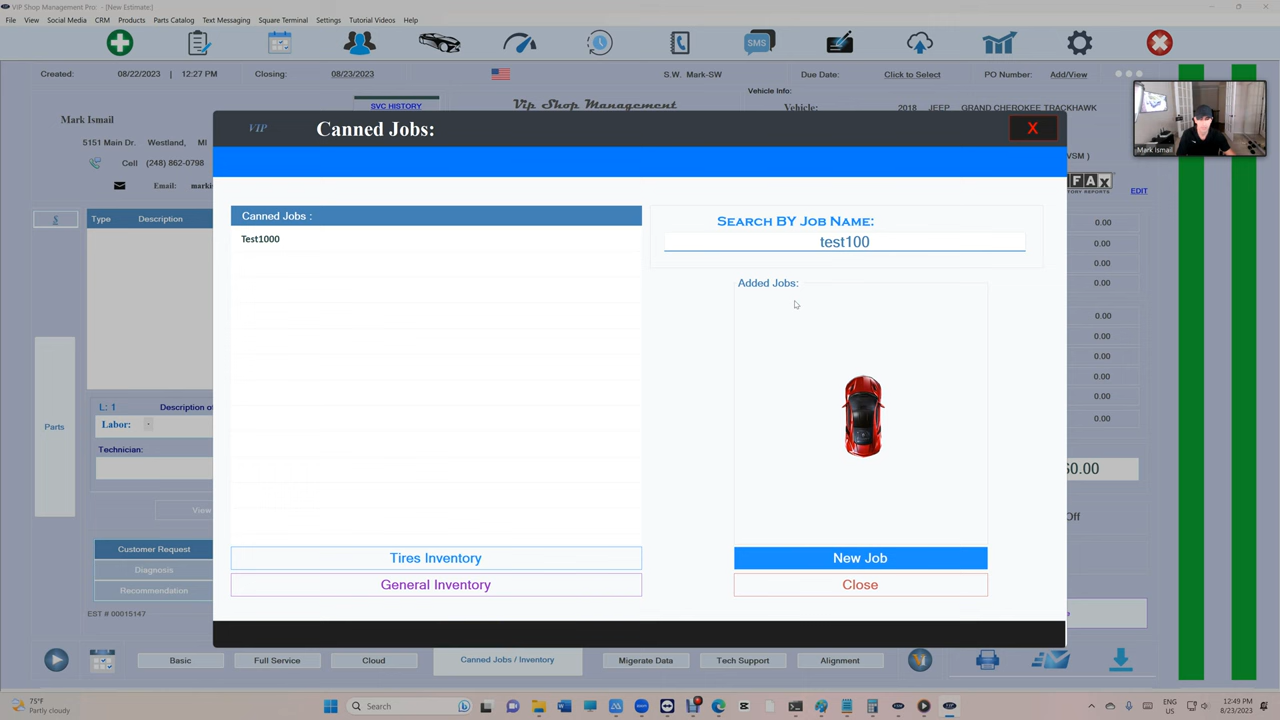 VIP Shop Management Pro: - [New Estimate:]
File View Social Media CRM Products Parts Catalog Text Messaging Square Terminal Settings Tutorial Videos Help
SMS
Created: 08/22/2023 | 12:27 PM Closing: 08/23/2023 S.W. Mark-SW Due Date: Click to Select PO Number: Add/View
Vehicle Info:
SVC HISTORY Vip Shop Management Vehicle: 2018 JEEP GRAND CHEROKEE TRACKHAWK
Mark Ismail
5151 Main Dr. Westland, MI
Cell (248) 862-0798
Email:
VIP Canned Jobs: X
Mark Ismail
VSM )
FAX
EDIT
$ Type Description
Canned Jobs :
Test1000
Search BY Job Name:
test100
Added Jobs:
0.00
0.00
0.00
0.00
0.00
0.00
0.00
0.00
0.00
Parts
L: 1
Labor:
Technician:
View
Off
Tires Inventory
General Inventory
New Job
Close
Customer Request
Diagnosis
Recommendation
EST # 00015147
Basic Full Service Cloud Canned Jobs / Inventory Migerate Data Tech Support Alignment
75°F
Partly cloudy
Search
ENG
US
12:49 PM
8/23/2023